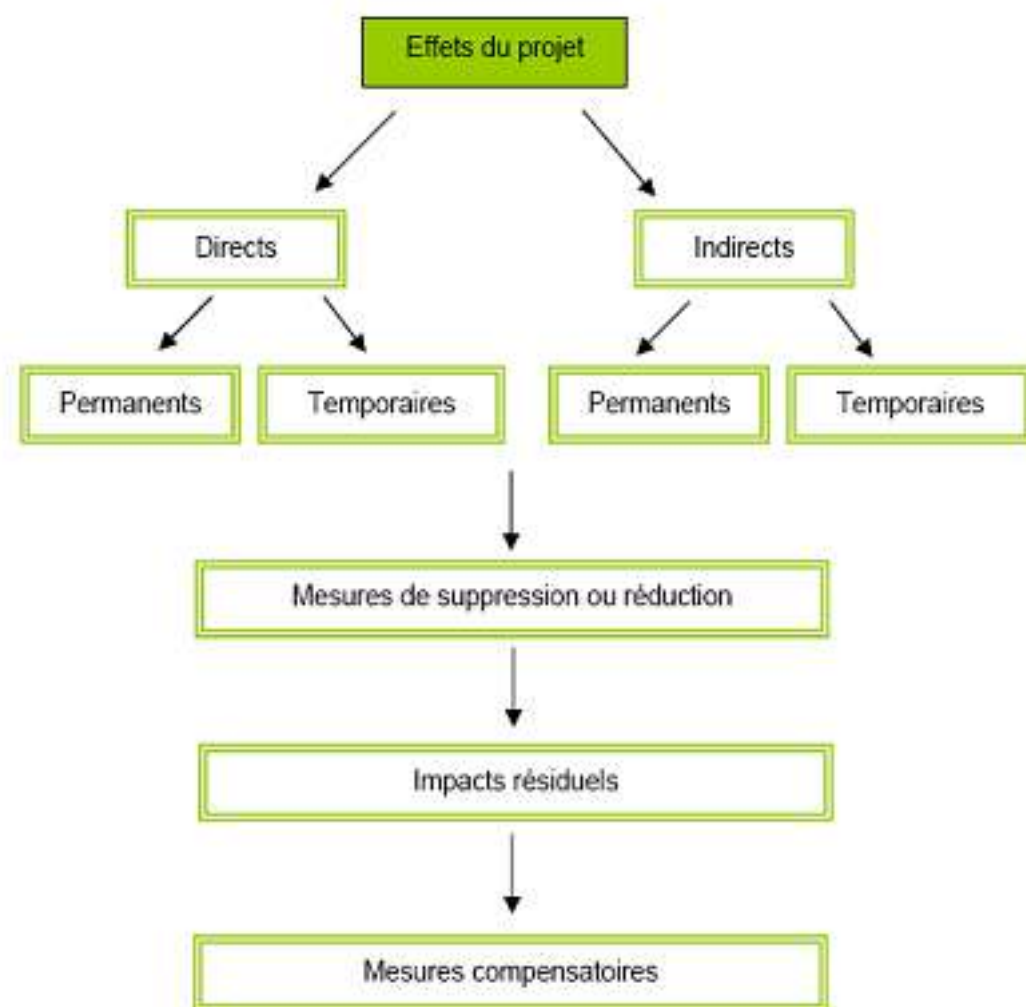 Effets du projet
Directs
Indirects
Permanents
Temporaires
Permanents
Temporaires
Mesures de suppression ou réduction
Impacts résiduels
Mesures compensatoires